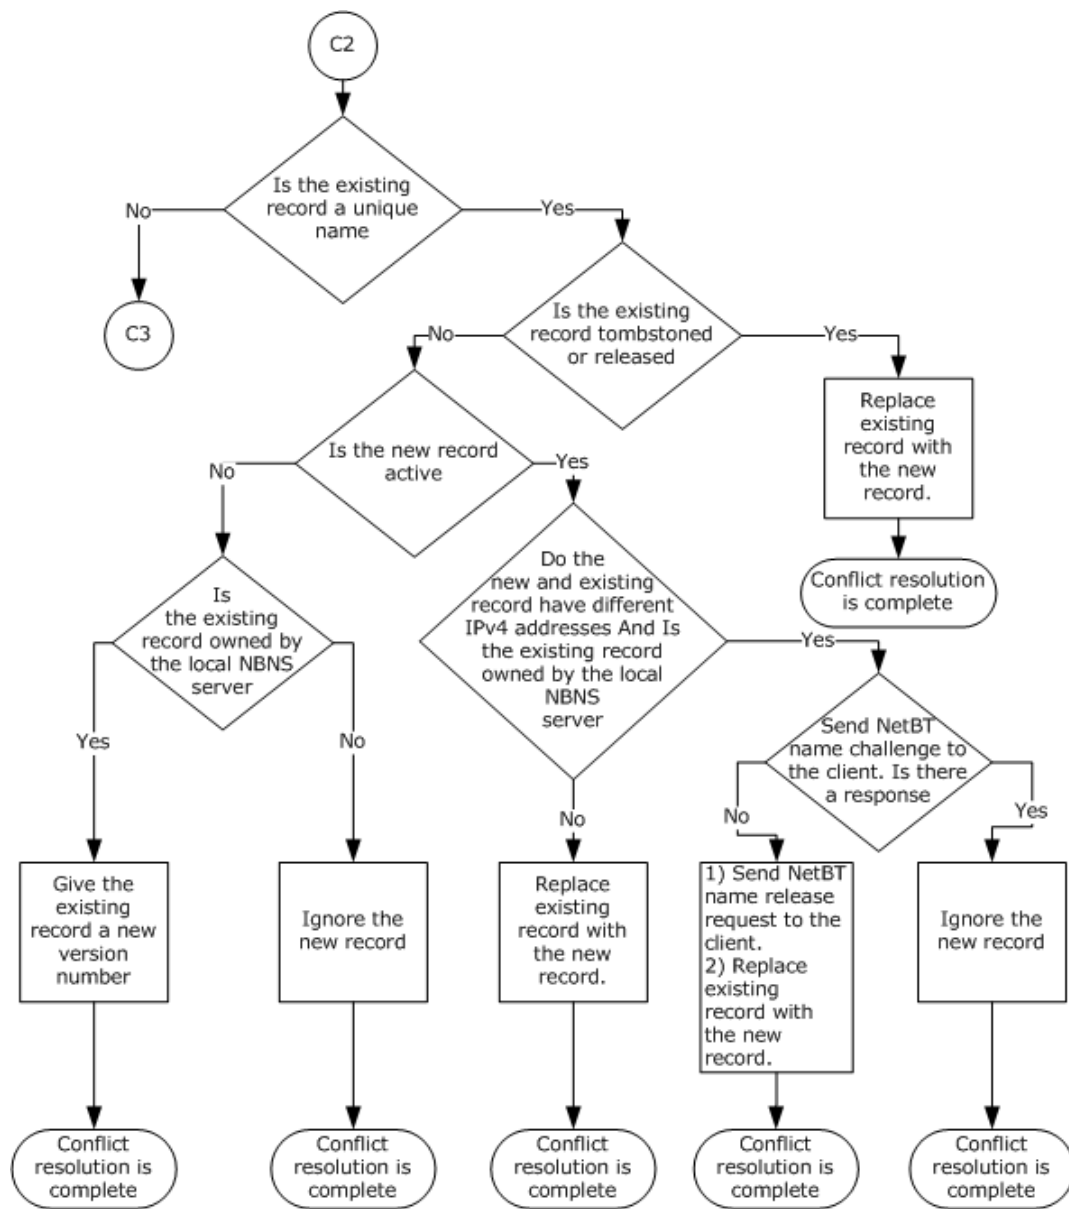 C2
Is the existing
record a unique
name
No
Yes
C3
Is the existing
record tombstoned
or released
No
Yes
Replace
existing
record with
the new
record.
Conflict resolution
is complete
Is the new record
active
No
Yes
Is
the existing
record owned by
the local NBNS
server
Yes
No
Do the
new and existing
record have different
IPv4 addresses And Is
the existing record
owned by the local
NBNS
server
Yes
No
Send NetBT
name challenge to
the client. Is there
a response
No
Yes
Give the
existing
record a new
version
number
Ignore the
new record
Replace
existing
record with
the new
record.
1) Send NetBT
name release
request to the
client.
2) Replace
existing
record with
the new
record.
Ignore the
new record
Conflict
resolution is
complete
Conflict
resolution is
complete
Conflict
resolution is
complete
Conflict
resolution is
complete
Conflict
resolution is
complete